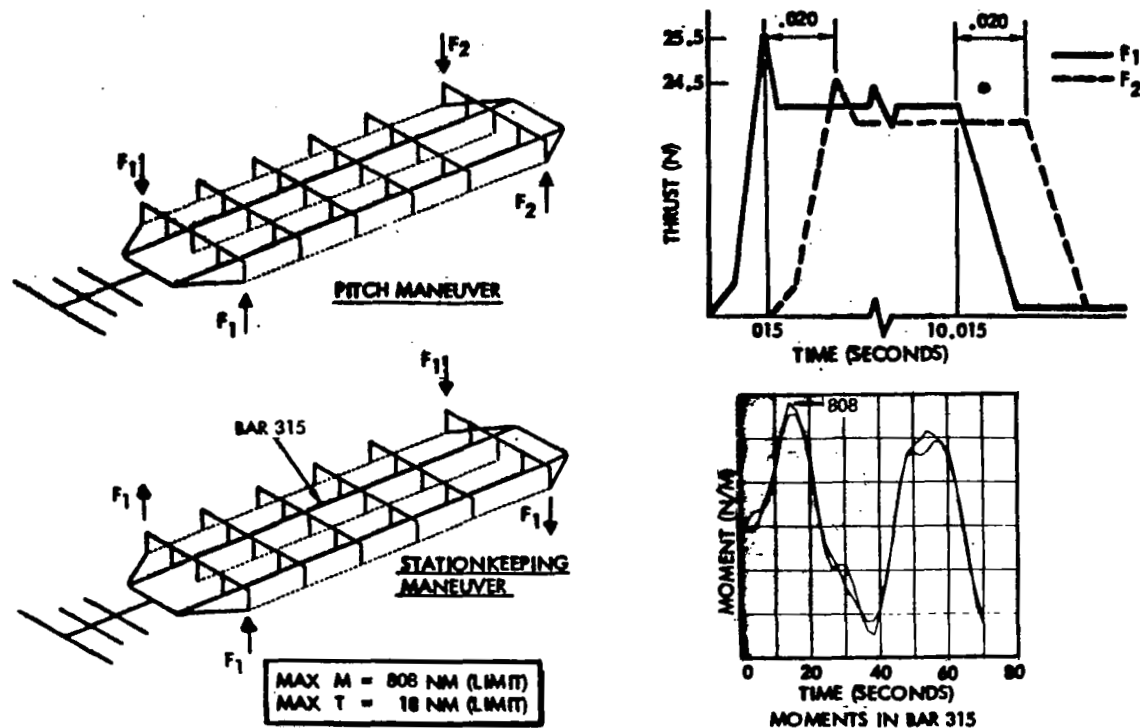 F2
F1
F2
F1
PITCH MANEUVER
F1
BAR 315
F1
F1
STATIONKEEPING
MANEUVER
F1
MAX M = 808 NM (LIMIT)
MAX T = 18 NM (LIMIT)
.020
.020
25.5
24.5
F1
F2
THRUST (N)
015
10.015
TIME (SECONDS)
808
MOMENT (N/M)
0
20
40
60
80
TIME (SECONDS)
MOMENTS IN BAR 315